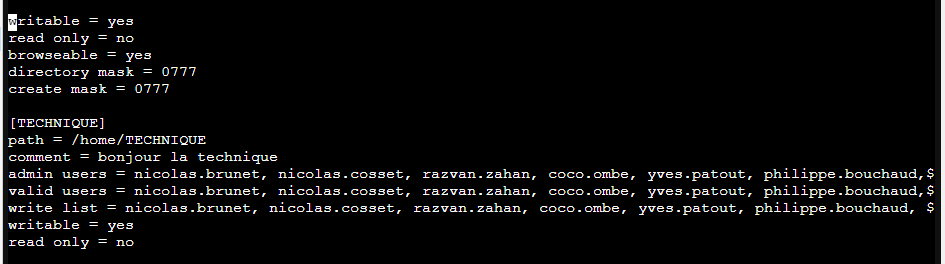 writable = yes
read only = no
browseable = yes
directory mask = 0777
create mask = 0777
[TECHNIQUE]
path = /home/TECHNIQUE
comment = bonjour la technique
admin users = nicolas.brunet, nicolas.cosset, razvan.zahan, coco.ombe, yves.patout, philippe.bouchaud,$
valid users = nicolas.brunet, nicolas.cosset, razvan.zahan, coco.ombe, yves.patout, philippe.bouchaud,$
write list = nicolas.brunet, nicolas.cosset, razvan.zahan, coco.ombe, yves.patout, philippe.bouchaud, $
writable = yes
read only = no